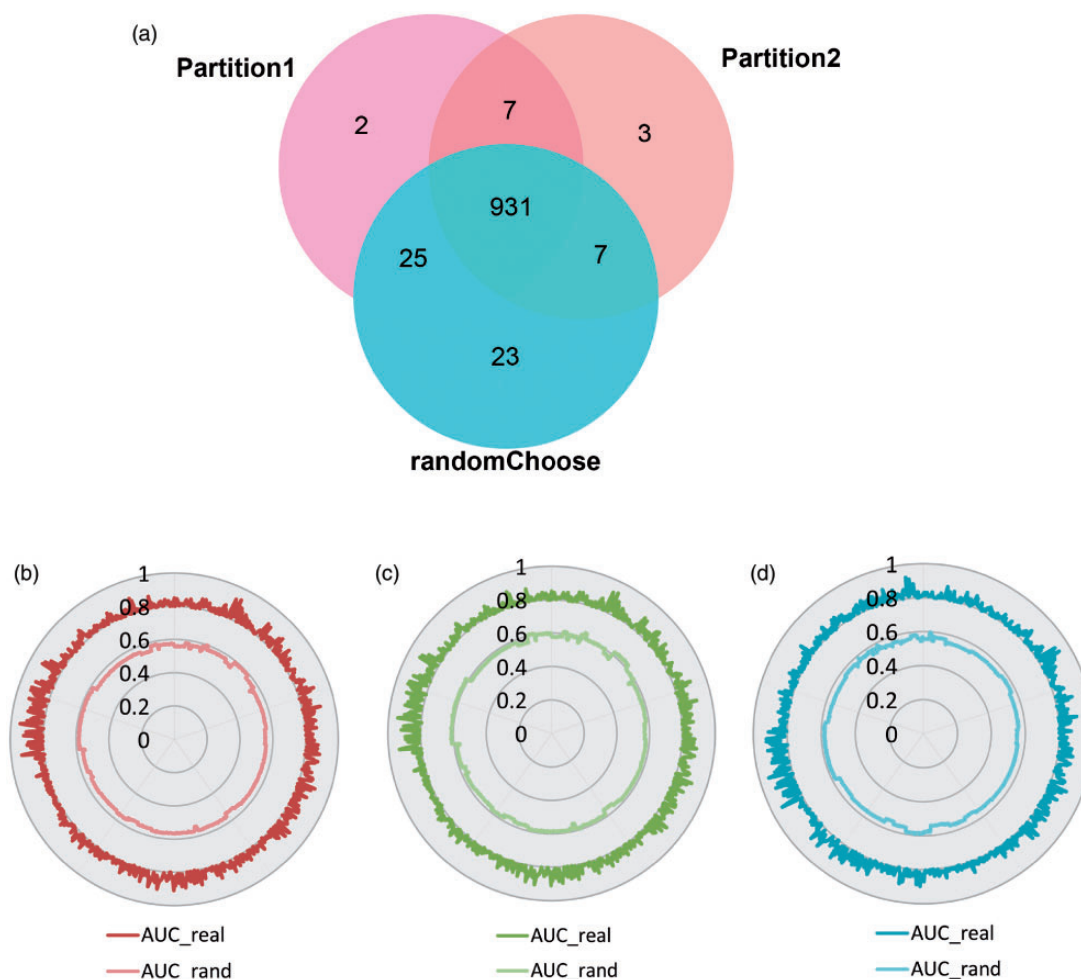 (a)
Partition1
Partition2
2
7
3
931
25
7
23
randomChoose
(b)
1
0.8
0.6
0.4
0.2
0
AUC_real
AUC_rand
(c)
1
0.8
0.6
0.4
0.2
0
AUC_real
AUC_rand
(d)
1
0.8
0.6
0.4
0.2
0
AUC_real
AUC_rand